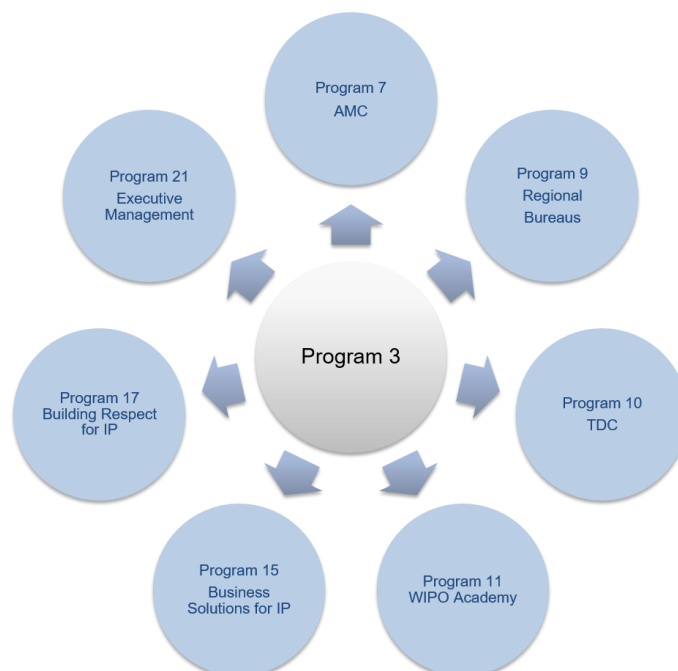 Program 7
AMC
Program 21
Executive
Management
Program 9
Regional
Bureaus
Program 3
Program 17
Building Respect
for IP
Program 10
TDC
Program 15
Business
Solutions for IP
Program 11
WIPO Academy